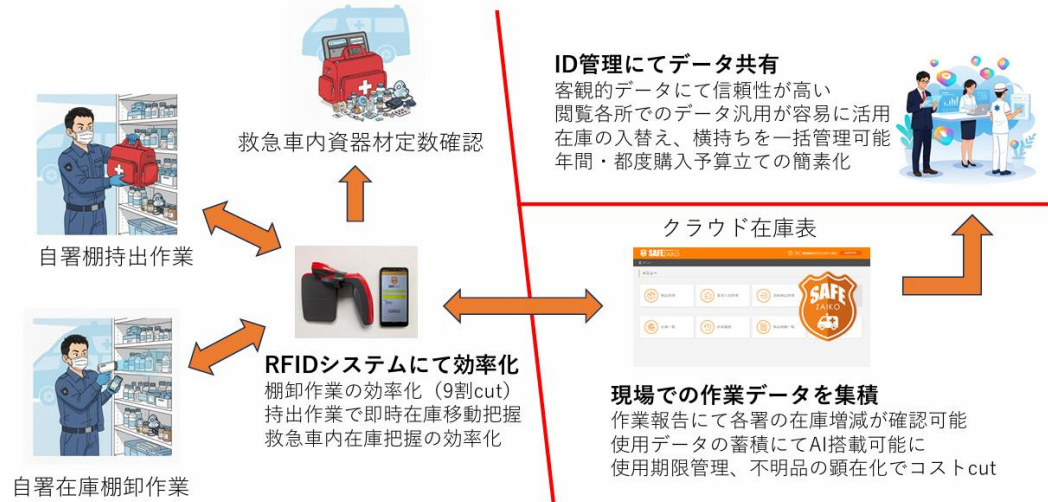 救急車内資器材定数確認
自署棚持出作業
自署在庫棚卸作業
RFIDシステムにて効率化
棚卸作業の効率化（9割cut）
持出作業で即時在庫移動把握
救急車内在庫把握の効率化
ID管理にてデータ共有
客観的データにて信頼性が高い
閲覧各所でのデータ汎用が容易に活用
在庫の入替え、横持ちを一括管理可能
年間・都度購入予算立ての簡素化
クラウド在庫表
SAFE ZAIKO
メニュー
SAFE
ZAIKO
現場での作業データを集積
作業報告にて各署の在庫増減が確認可能
使用データの蓄積にてAI搭載可能に
使用期限管理、不明品の顕在化でコストcut